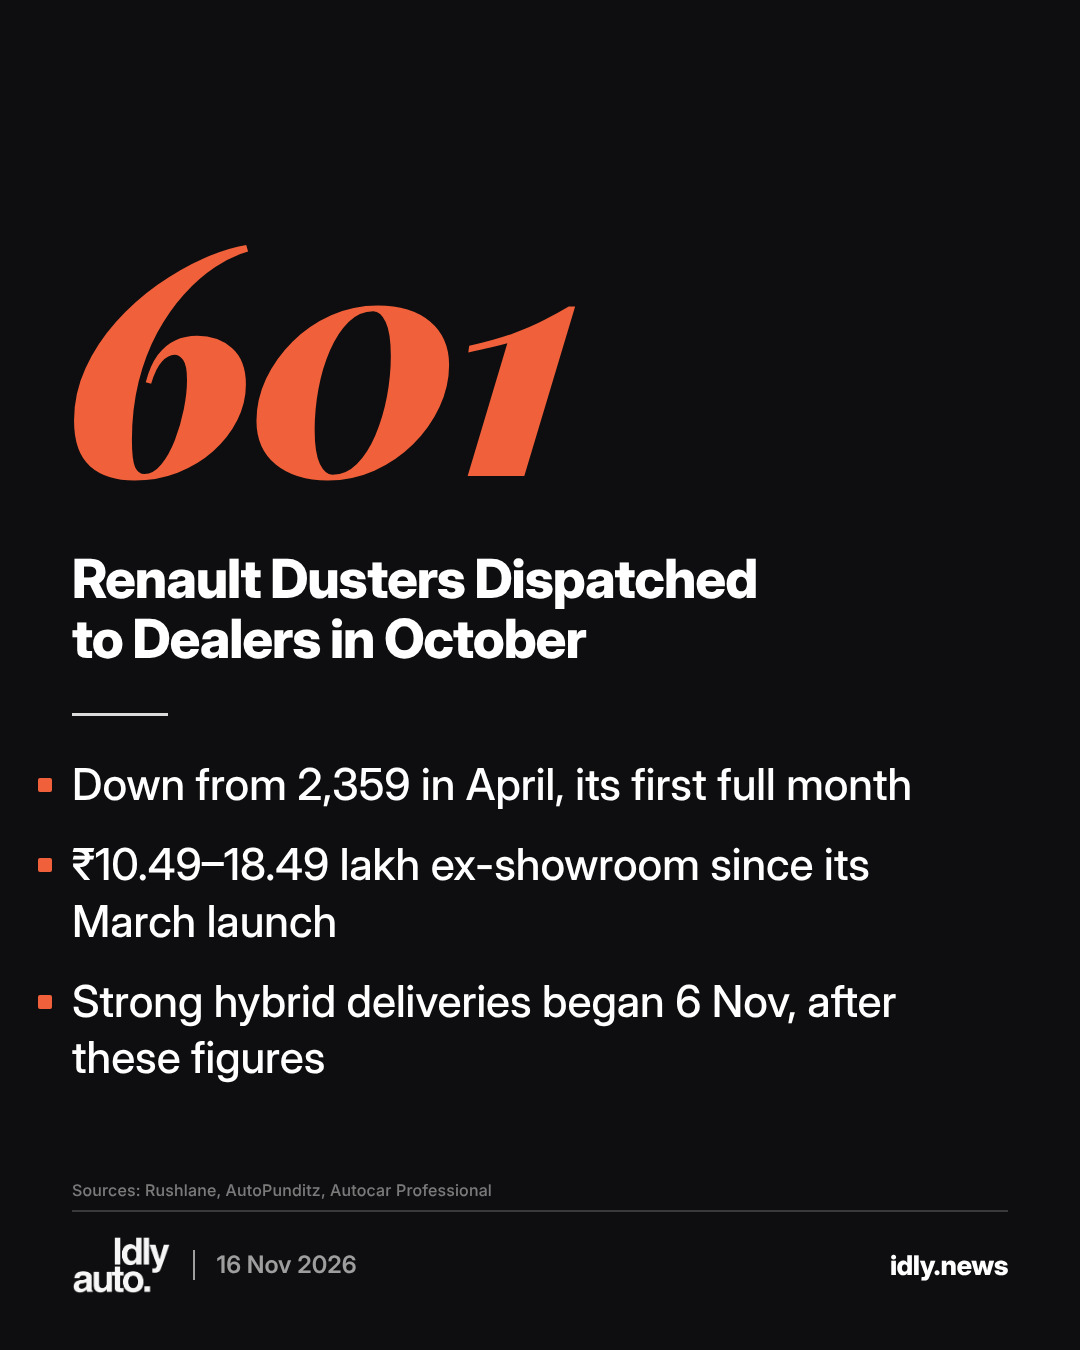 601
Renault Dusters Dispatched
to Dealers in October
Down from 2,359 in April, its first full month
₹10.49–18.49 lakh ex-showroom since its
March launch
Strong hybrid deliveries began 6 Nov, after
these figures
Sources: Rushlane, AutoPunditz, Autocar Professional
Idly
auto.
16 Nov 2026
idly.news